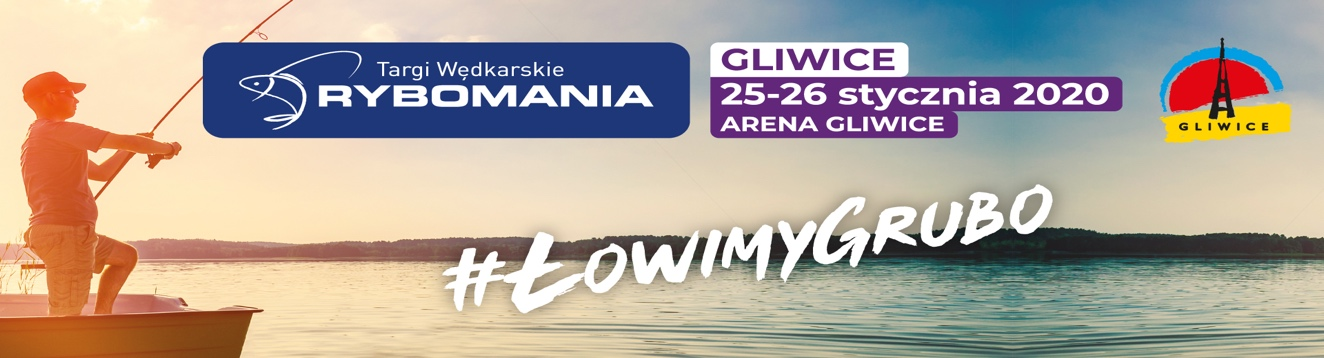 Targi Wędkarskie
RYBOMANIA
GLIWICE
25-26 stycznia 2020
ARENA GLIWICE
GLIWICE
#ŁOWIMYGRUBO